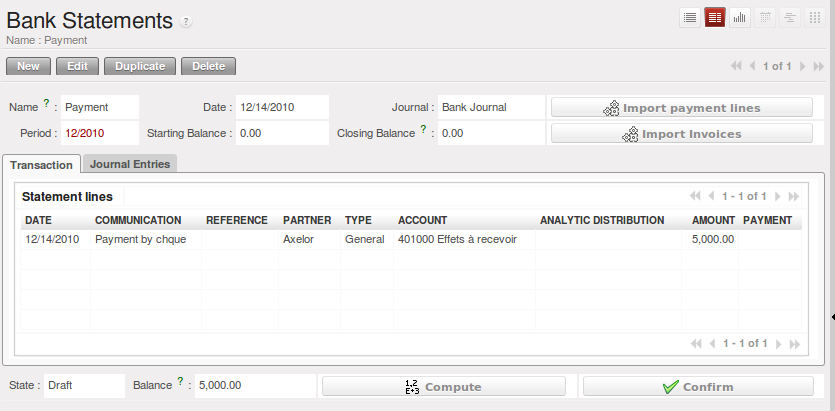 Bank Statements ?
Name : Payment
New Edit Duplicate Delete 1 of 1
Name ? : Payment Date : 12/14/2010 Journal : Bank Journal Import payment lines
Period : 12/2010 Starting Balance : 0.00 Closing Balance ? : 0.00 Import Invoices
Transaction Journal Entries
Statement lines 1 - 1 of 1
DATE COMMUNICATION REFERENCE PARTNER TYPE ACCOUNT ANALYTIC DISTRIBUTION AMOUNT PAYMENT
12/14/2010 Payment by chque Axelor General 401000 Effets à recevoir 5,000.00
1 - 1 of 1
State : Draft Balance ? : 5,000.00 1,2 E+3 Compute Confirm